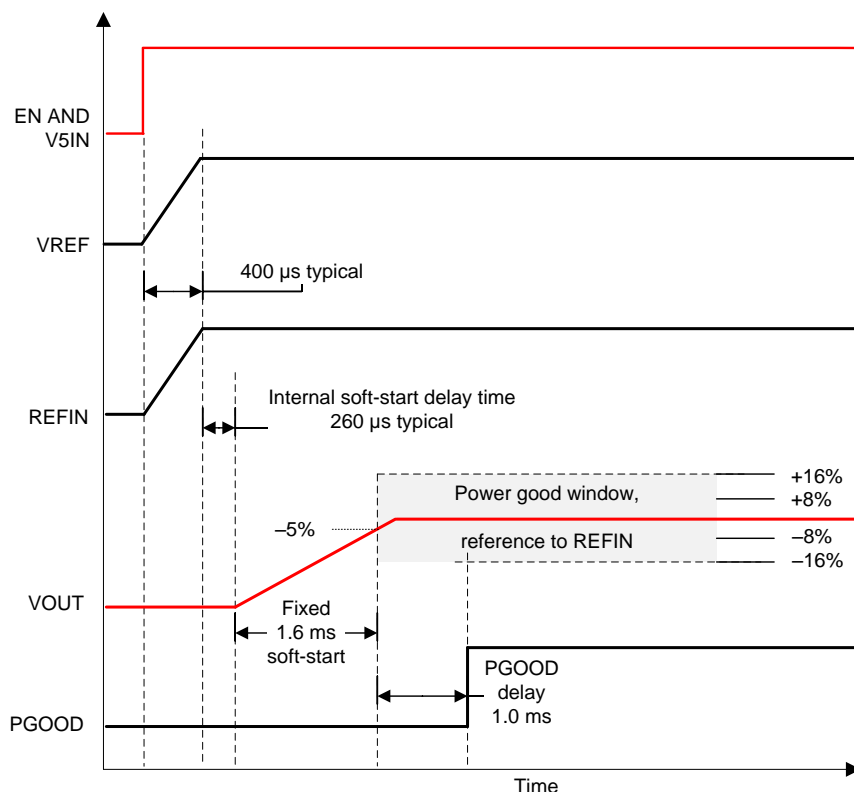 EN AND
V5IN
VREF
400 µs typical
REFIN
Internal soft-start delay time
260 µs typical
+16%
Power good window,
+8%
–5%
reference to REFIN
–8%
–16%
VOUT
Fixed
1.6 ms
soft-start
PGOOD
delay
1.0 ms
PGOOD
Time